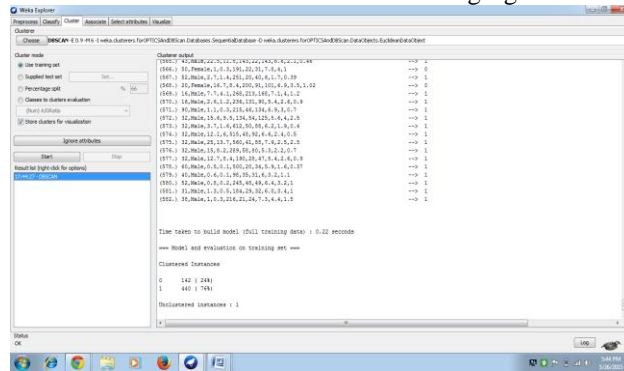 Weka Explorer
Preprocess Classify Cluster Associate Select attributes Visualize
Clusterer
Choose DBSCAN -E 0.9 -M 6 -I weka.clusterers.forOPTICSAndDBScan.Databases.SequentialDatabase -D weka.clusterers.forOPTICSAndDBScan.DataObjects.EuclideanDataObject
Cluster mode
Use training set
Supplied test set Set...
Percentage split % 66
Classes to clusters evaluation
(Num) AGRatio
Store clusters for visualization
Ignore attributes
Start Stop
Result list (right-click for options)
17:44:27 - DBSCAN
Clusterer output
(566.) 50,Female,1,0.3,191,22,31,7.8,4,1 --> 0
(567.) 52,Male,2.7,1.4,251,20,40,6,1.7,0.39 --> 1
(568.) 16,Female,16.7,8.4,200,91,101,6.9,3.5,1.02 --> 0
(569.) 16,Male,7.7,4.1,268,213,168,7.1,4,1.2 --> 1
(570.) 16,Male,2.6,1.2,236,131,90,5.4,2.6,0.9 --> 1
(571.) 90,Male,1.1,0.3,215,46,134,6.9,3,0.7 --> 1
(572.) 32,Male,15.6,9.5,134,54,125,5.6,4,2.5 --> 1
(573.) 32,Male,3.7,1.6,612,50,88,6.2,1.9,0.4 --> 1
(574.) 32,Male,12.1,6,515,48,92,6.6,2.4,0.5 --> 1
(575.) 32,Male,25,13.7,560,41,88,7.9,2.5,2.5 --> 1
(576.) 32,Male,15,8.2,289,58,80,5.3,2.2,0.7 --> 1
(577.) 32,Male,12.7,8.4,190,28,47,5.4,2.6,0.9 --> 1
(578.) 60,Male,0.5,0.1,500,20,34,5.9,1.6,0.37 --> 1
(579.) 40,Male,0.6,0.1,98,35,31,6,3.2,1.1 --> 1
(580.) 52,Male,0.8,0.2,245,48,49,6.4,3.2,1 --> 1
(581.) 31,Male,1.3,0.5,184,29,32,6.8,3.4,1 --> 1
(582.) 38,Male,1,0.3,216,21,24,7.3,4.4,1.5 --> 1
Time taken to build model (full training data) : 0.22 seconds
=== Model and evaluation on training set ===
Clustered Instances
0 142 ( 24%)
1 440 ( 76%)
Unclustered instances : 1
Status
OK
Log
5:44 PM
5/26/2015